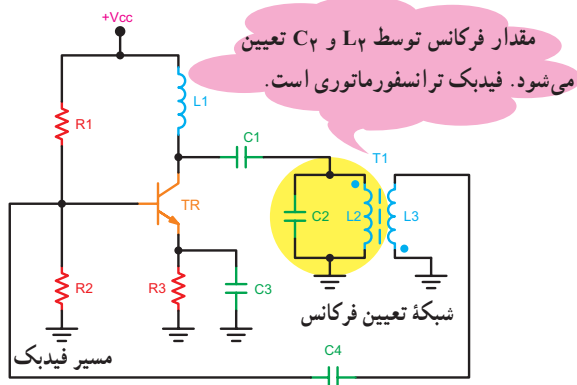 +Vcc
مقدار فرکانس توسط L۲ و C۲ تعیین
می‌شود. فیدبک ترانسفورماتوری است.
L1
R1
C1
T1
TR
C2
L2
L3
R2
R3
C3
شبکهٔ تعیین فرکانس
مسیر فیدبک
C4